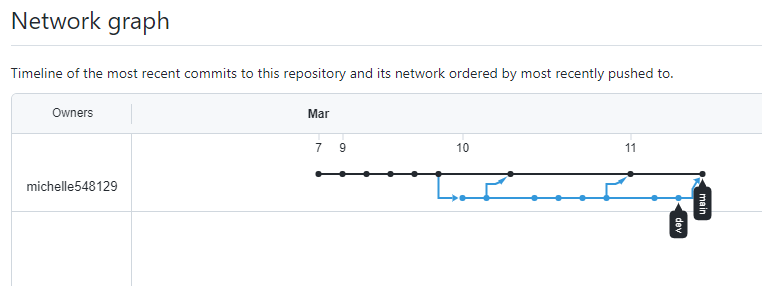 Network graph
Timeline of the most recent commits to this repository and its network ordered by most recently pushed to.
Owners
Mar
7 9 10 11
michelle548129
main
dev